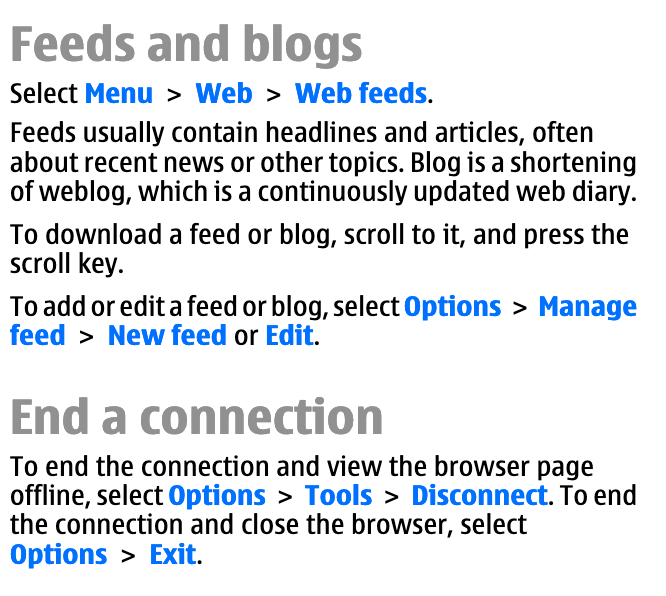 Feeds and blogs
Select Menu > Web > Web feeds.
Feeds usually contain headlines and articles, often
about recent news or other topics. Blog is a shortening
of weblog, which is a continuously updated web diary.
To download a feed or blog, scroll to it, and press the
scroll key.
To add or edit a feed or blog, select Options > Manage
feed > New feed or Edit.
End a connection
To end the connection and view the browser page
offline, select Options > Tools > Disconnect. To end
the connection and close the browser, select
Options > Exit.